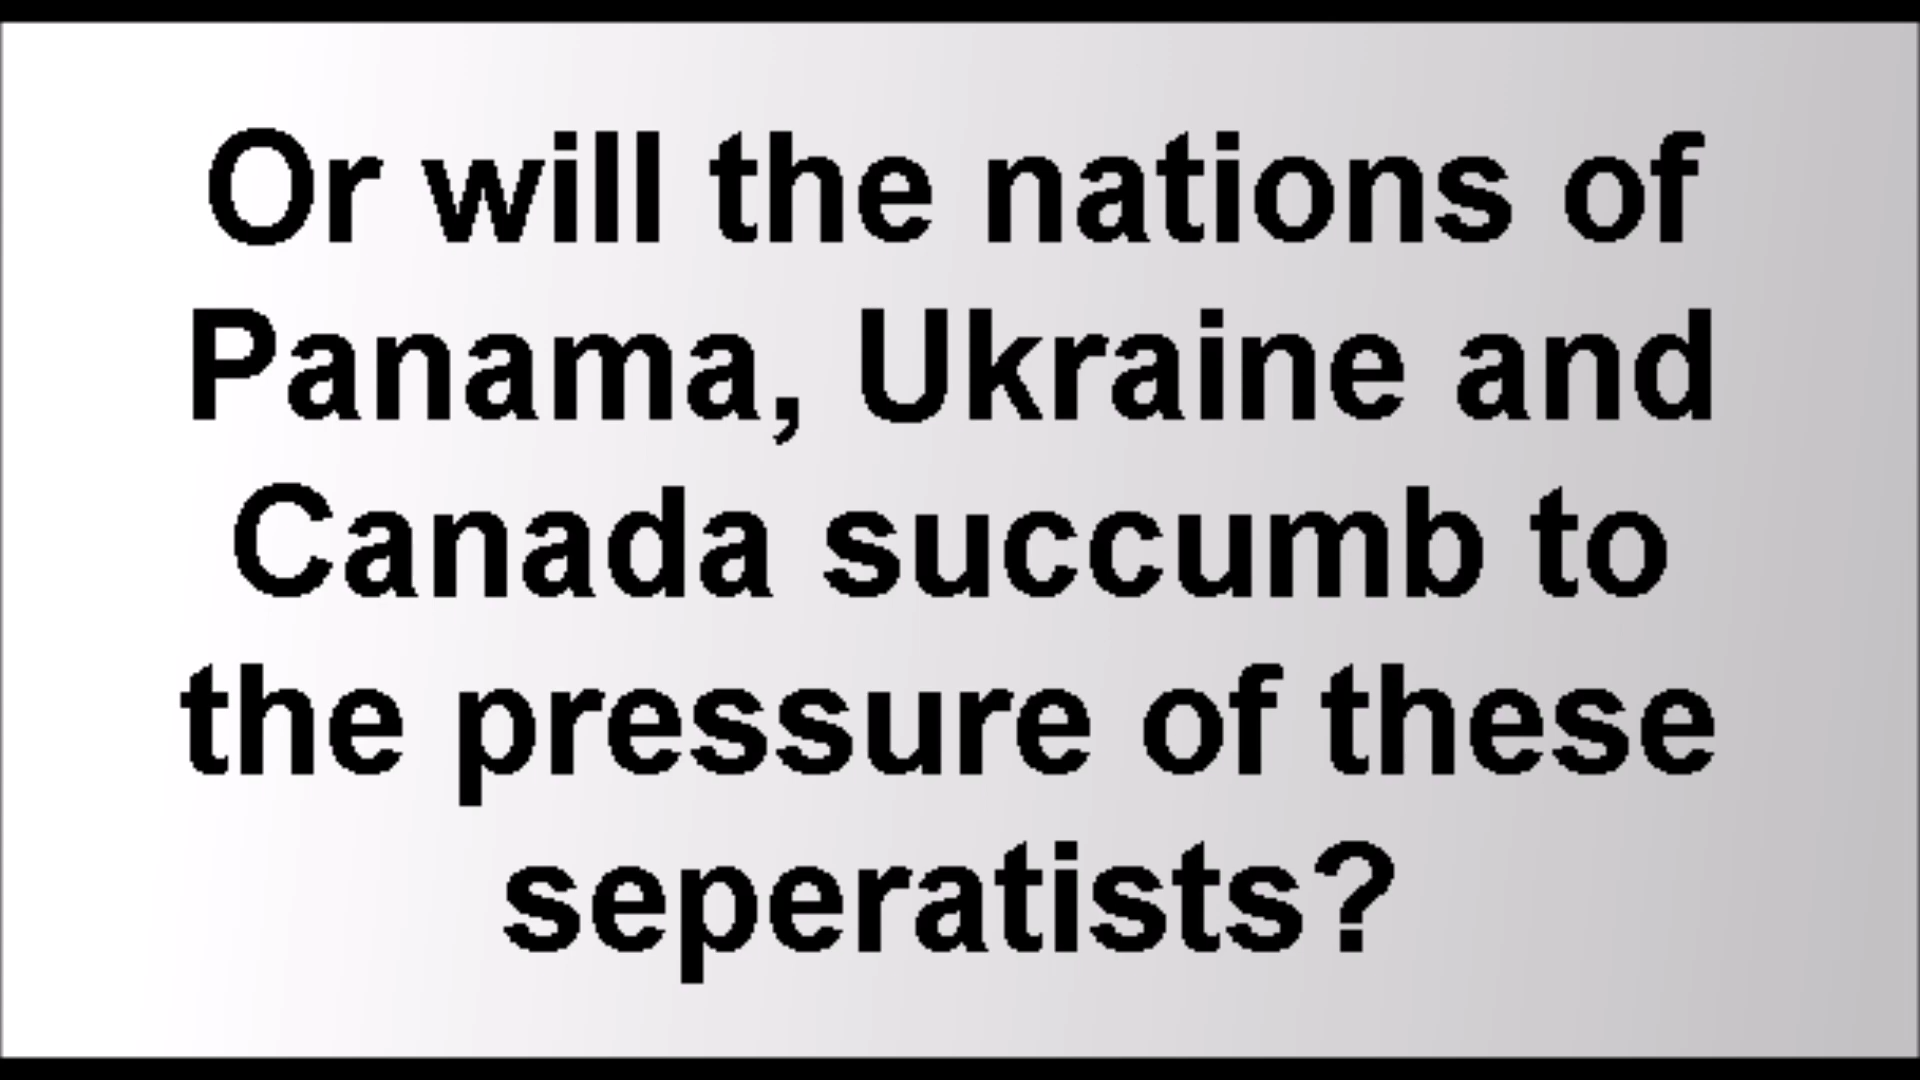 Or will the nations of
Panama, Ukraine and
Canada succumb to
the pressure of these
seperatists?